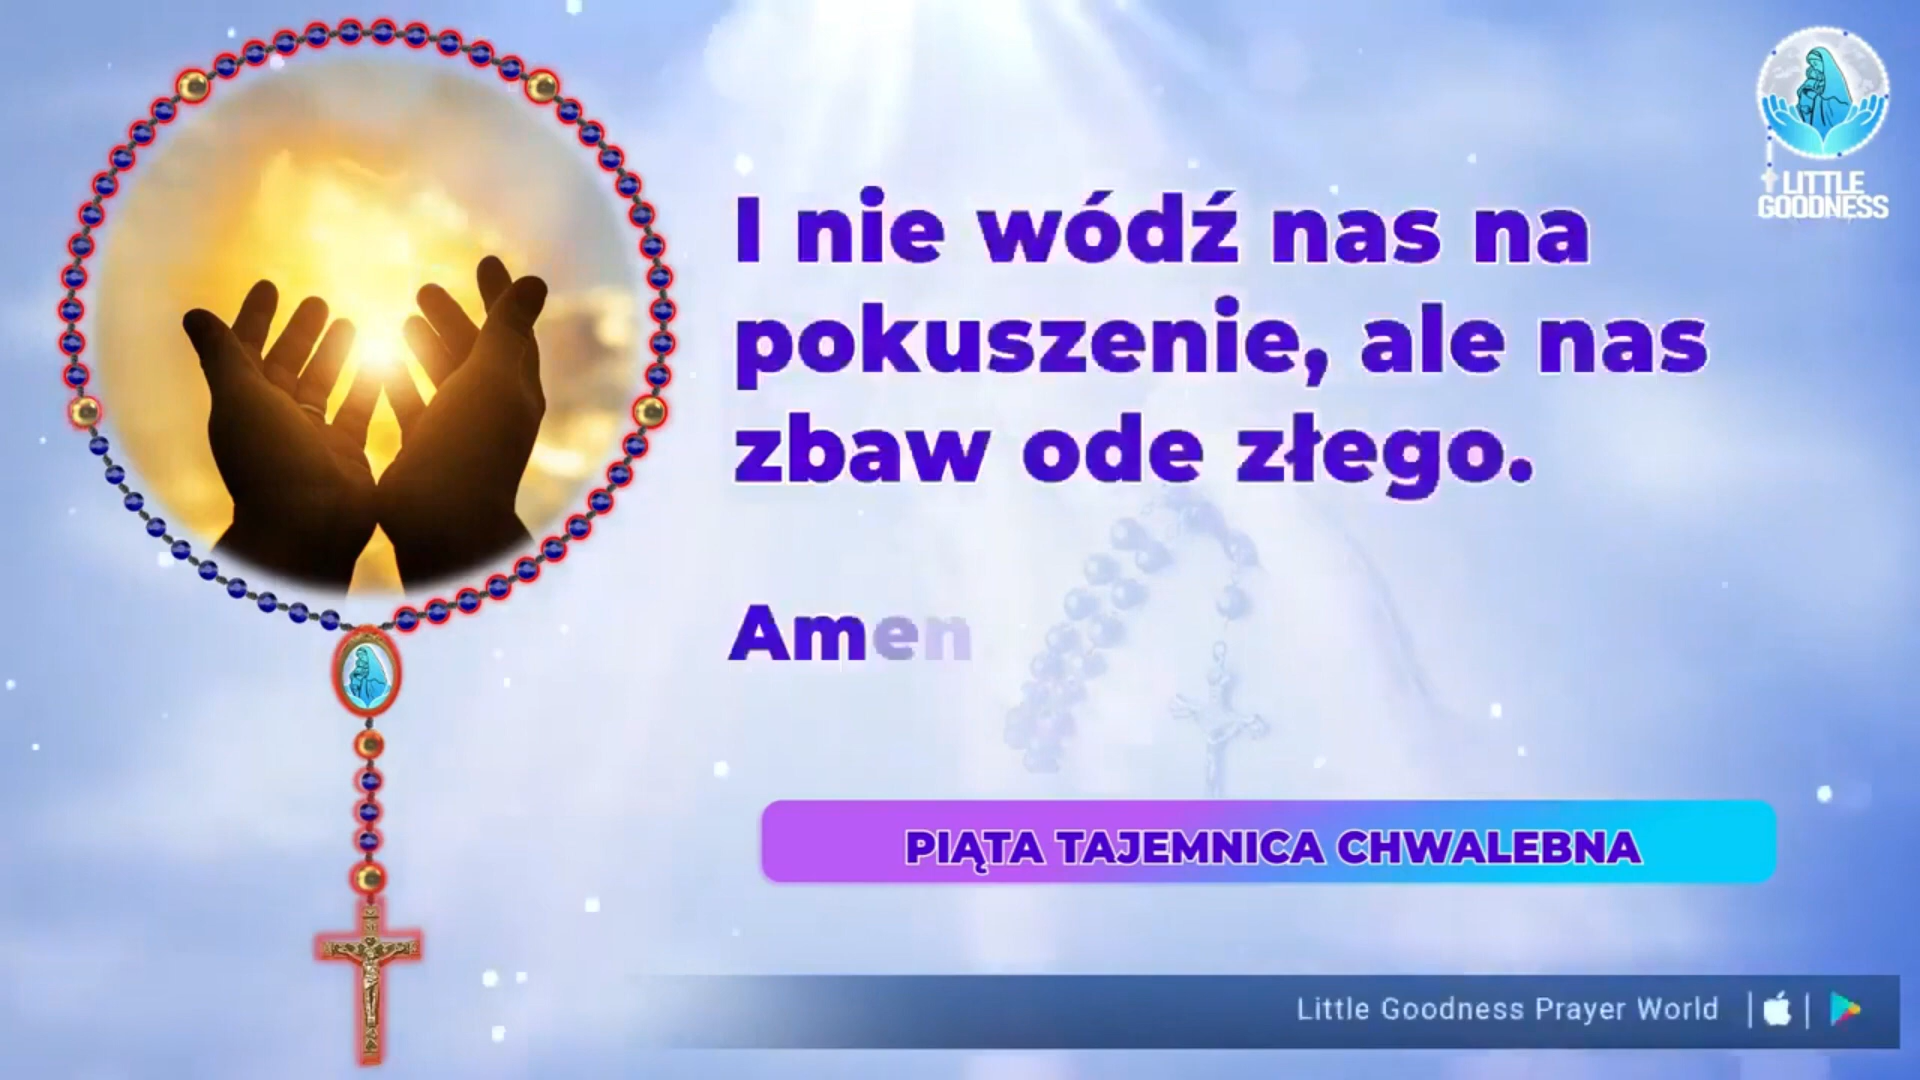 LITTLE
GOODNESS
I nie wódź nas na
pokuszenie, ale nas
zbaw ode złego.
Amen
PIĄTA TAJEMNICA CHWALEBNA
Little Goodness Prayer World